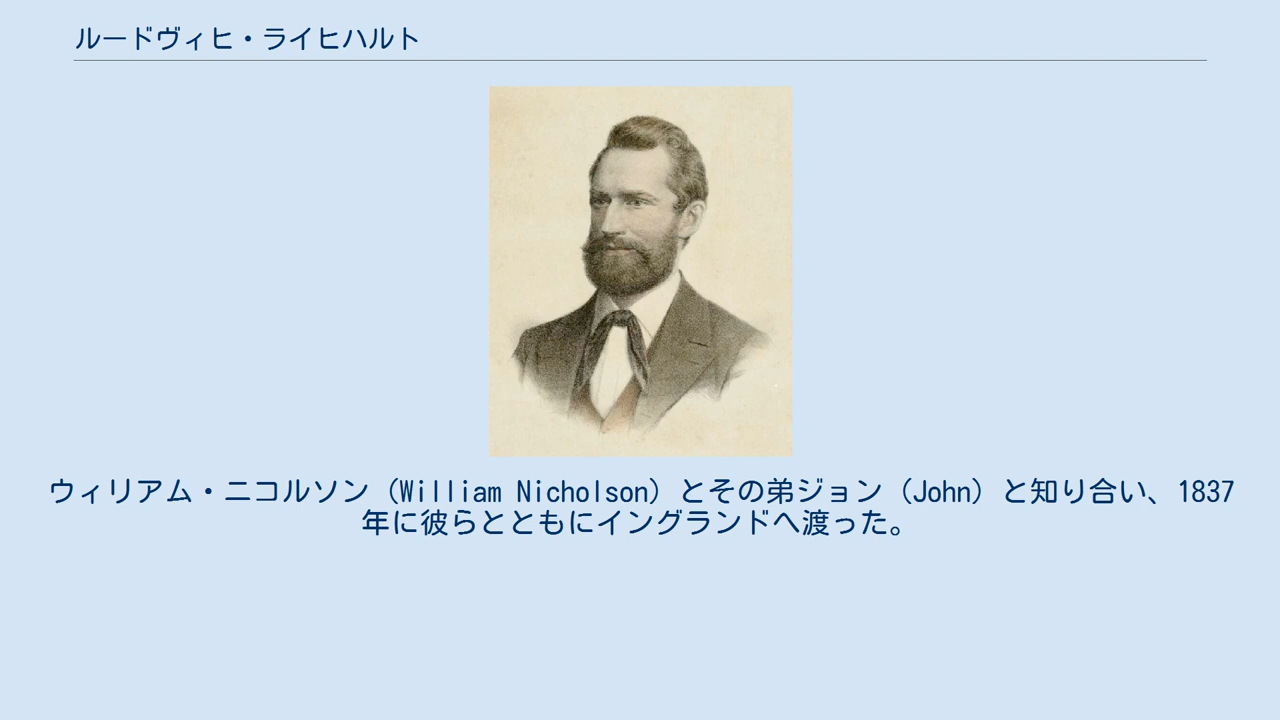 ルードヴィヒ・ライヒハルト
ウィリアム・ニコルソン（William Nicholson）とその弟ジョン（John）と知り合い、1837
年に彼らとともにイングランドへ渡った。